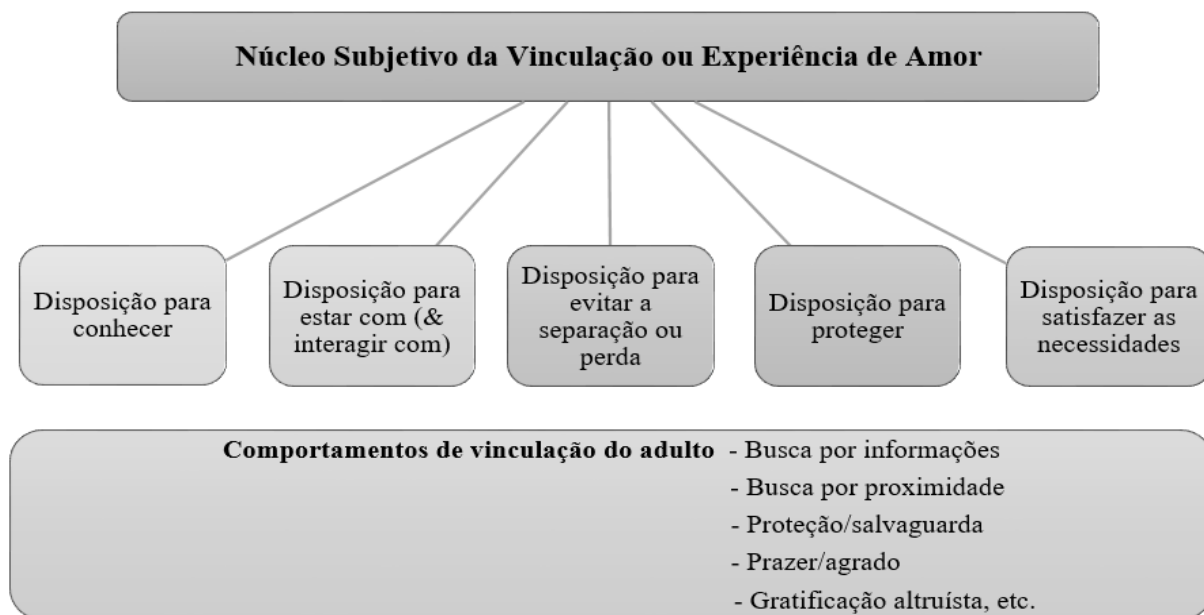 Núcleo Subjetivo da Vinculação ou Experiência de Amor
Disposição para
conhecer
Disposição para
estar com (&
interagir com)
Disposição para
evitar a
separação ou
perda
Disposição para
proteger
Disposição para
satisfazer as
necessidades
Comportamentos de vinculação do adulto - Busca por informações
- Busca por proximidade
- Proteção/salvaguarda
- Prazer/agrado
- Gratificação altruísta, etc.